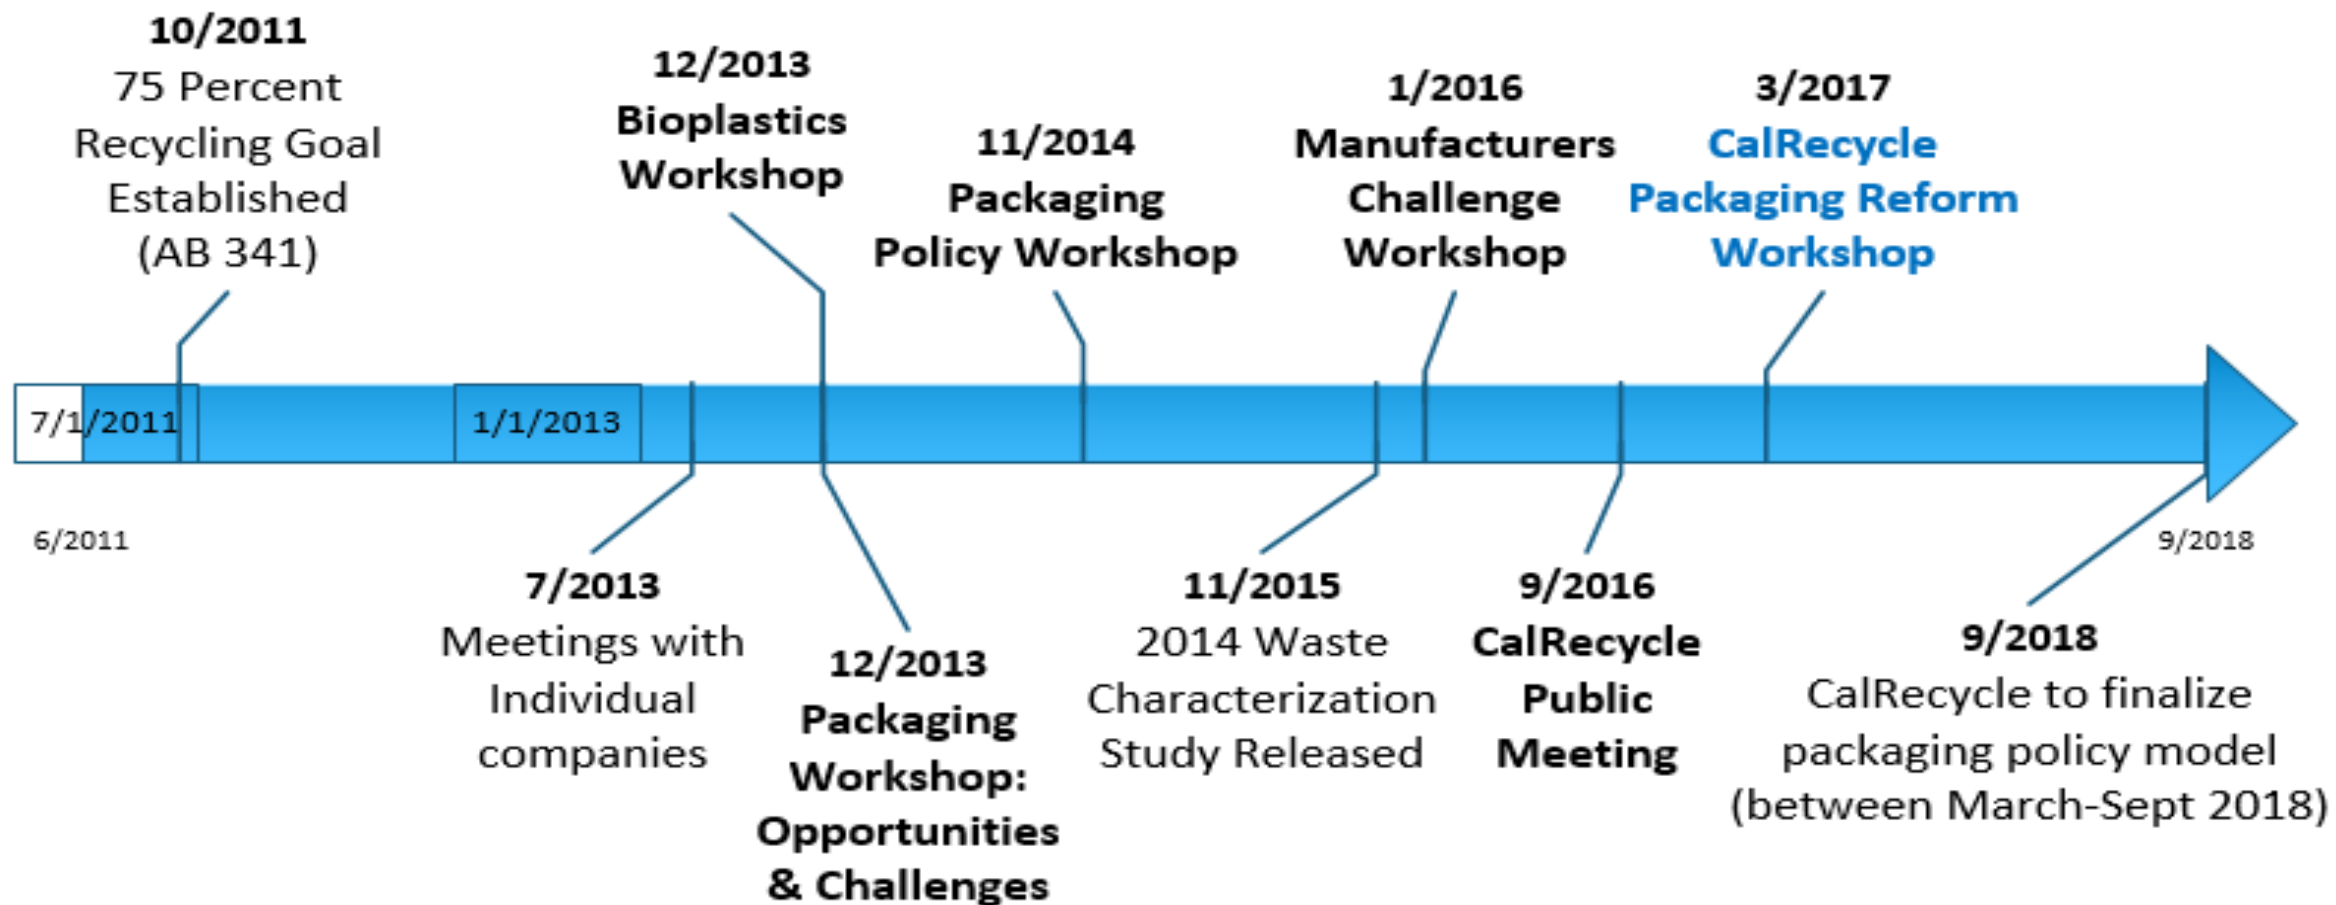 10/2011
75 Percent
Recycling Goal
Established
(AB 341)
12/2013
Bioplastics
Workshop
11/2014
Packaging
Policy Workshop
1/2016
Manufacturers
Challenge
Workshop
3/2017
CalRecycle
Packaging Reform
Workshop
7/1/2011
1/1/2013
6/2011
9/2018
7/2013
Meetings with
Individual
companies
12/2013
Packaging
Workshop:
Opportunities
& Challenges
11/2015
2014 Waste
Characterization
Study Released
9/2016
CalRecycle
Public
Meeting
9/2018
CalRecycle to finalize
packaging policy model
(between March-Sept 2018)